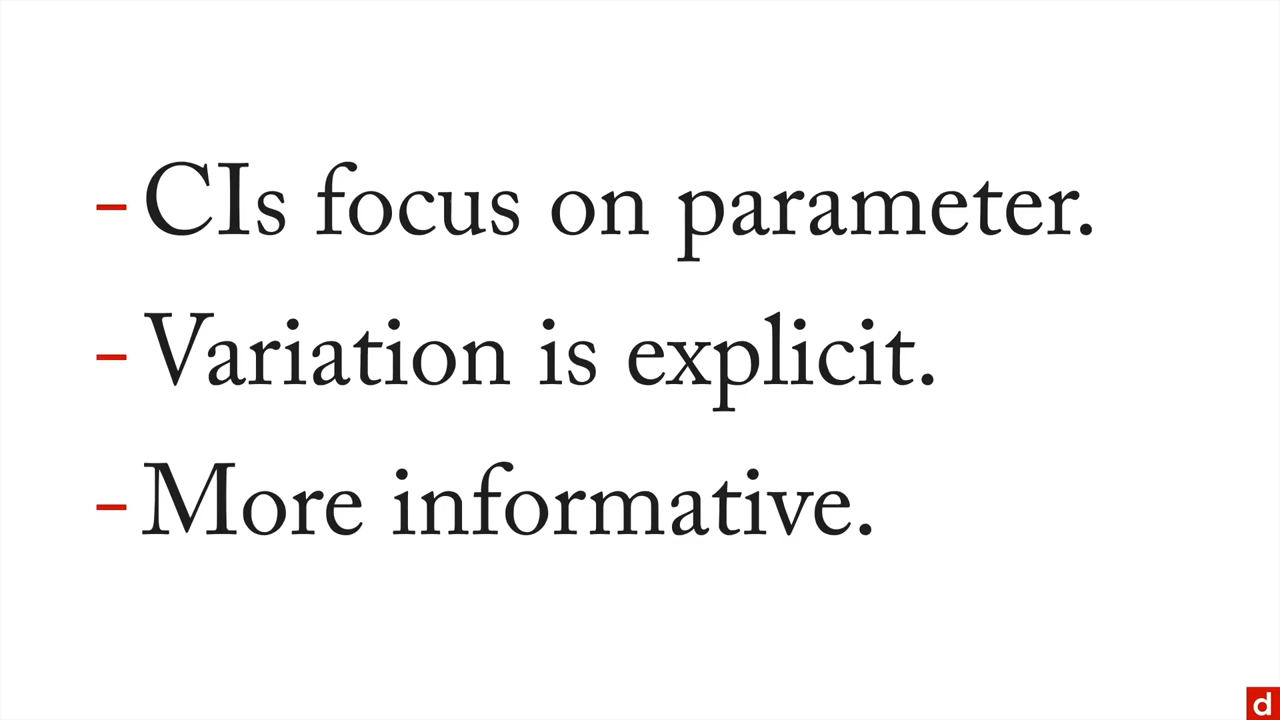 - CIs focus on parameter.
- Variation is explicit.
- More informative.
d